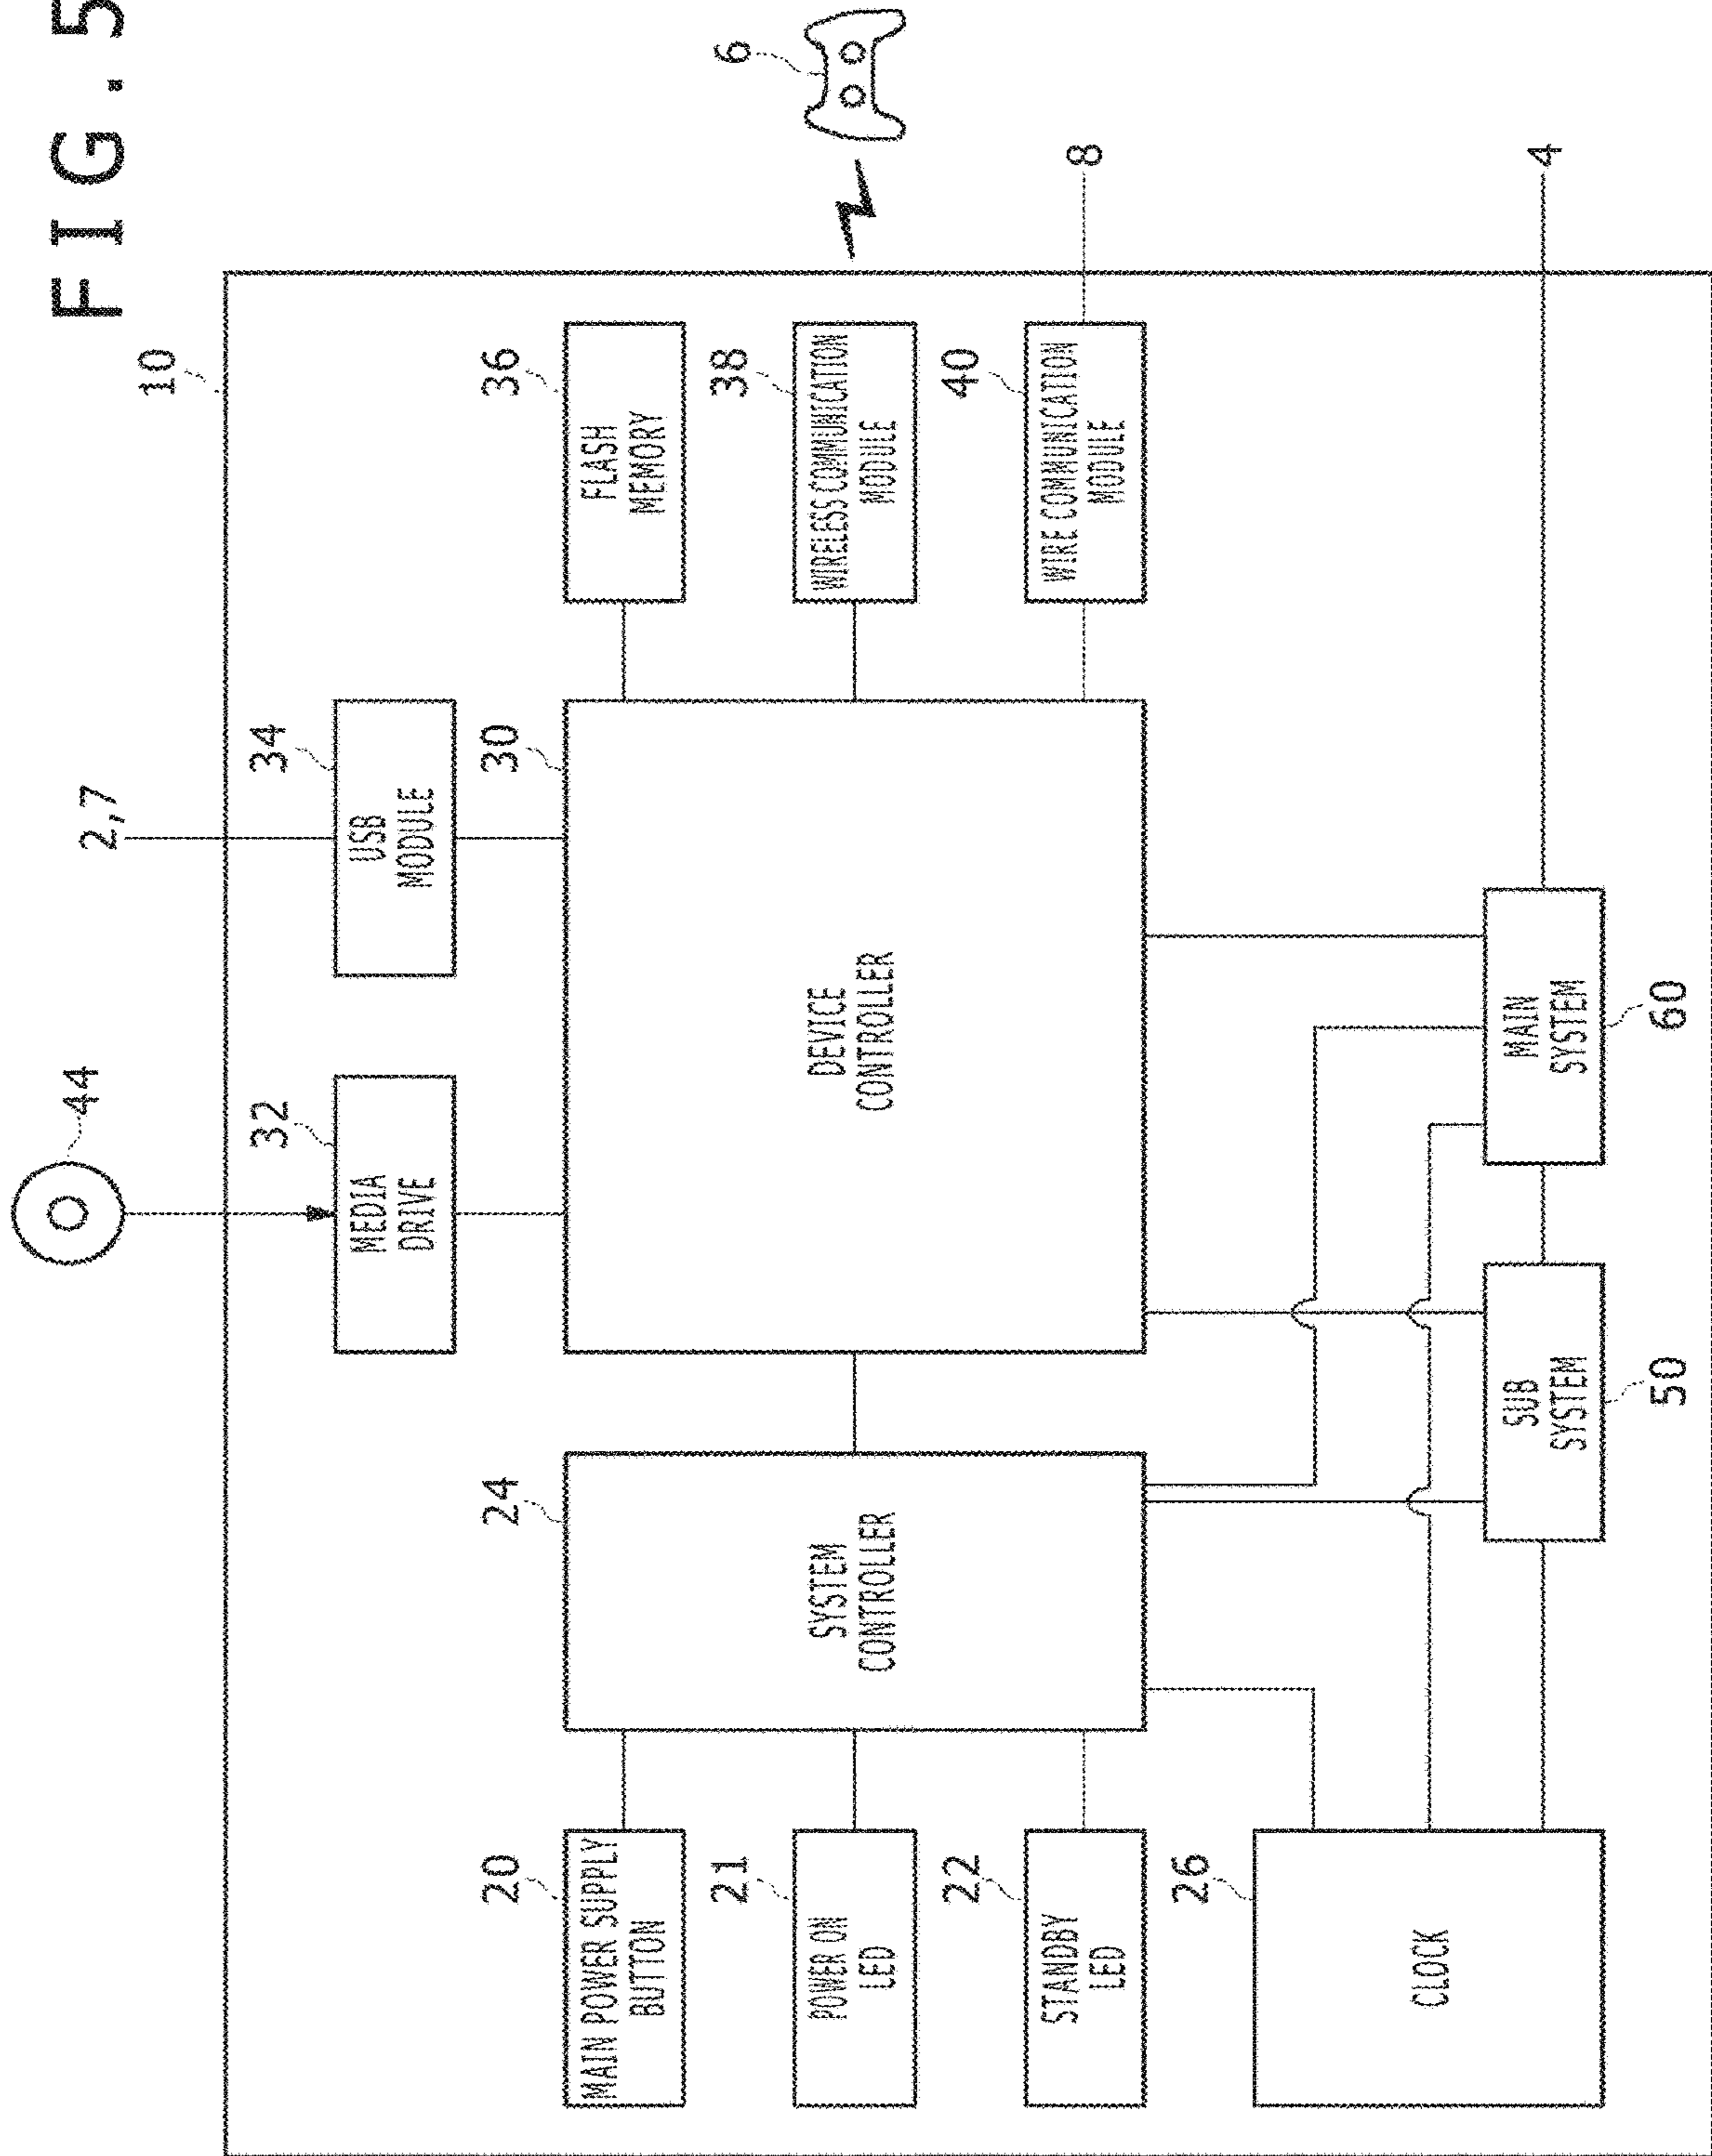 FIG.5
44
2,7
10
32
MEDIA
DRIVE
34
USB
MODULE
20
MAIN POWER SUPPLY
BUTTON
24
SYSTEM
CONTROLLER
30
DEVICE
CONTROLLER
36
FLASH
MEMORY
21
POWER ON
LED
38
WIRELESS COMMUNICATION
MODULE
6
22
STANDBY
LED
40
WIRE COMMUNICATION
MODULE
8
26
CLOCK
SUB
SYSTEM
50
MAIN
SYSTEM
60
4